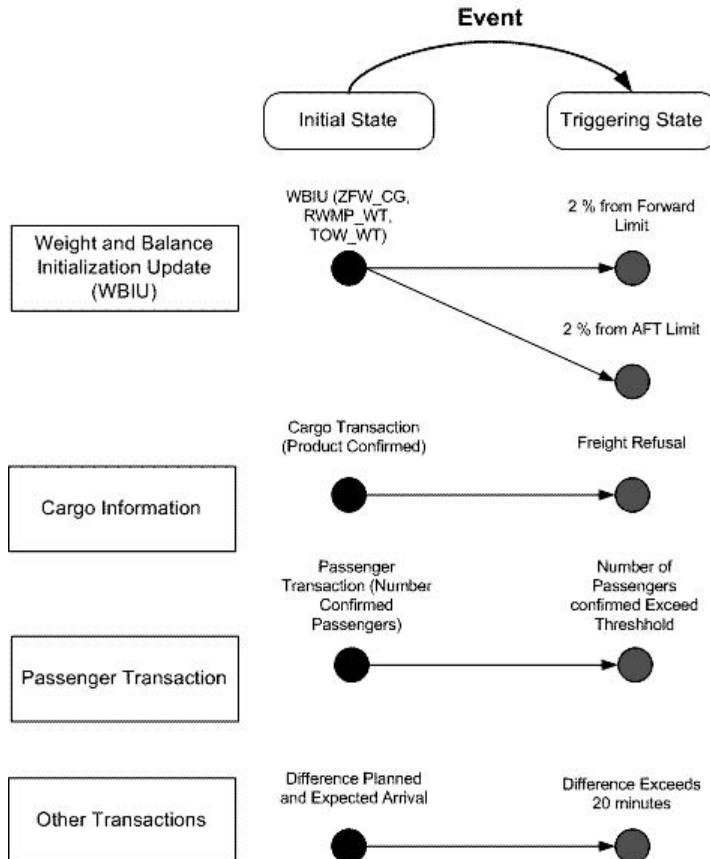 Event
Initial State
Triggering State
Weight and Balance
Initialization Update
(WBIU)
WBIU (ZFW_CG,
RWMP_WT,
TOW_WT)
2 % from Forward
Limit
2 % from AFT Limit
Cargo Information
Cargo Transaction
(Product Confirmed)
Freight Refusal
Passenger Transaction
Passenger
Transaction (Number
Confirmed
Passengers)
Number of
Passengers
confirmed Exceed
Threshhold
Other Transactions
Difference Planned
and Expected Arrival
Difference Exceeds
20 minutes